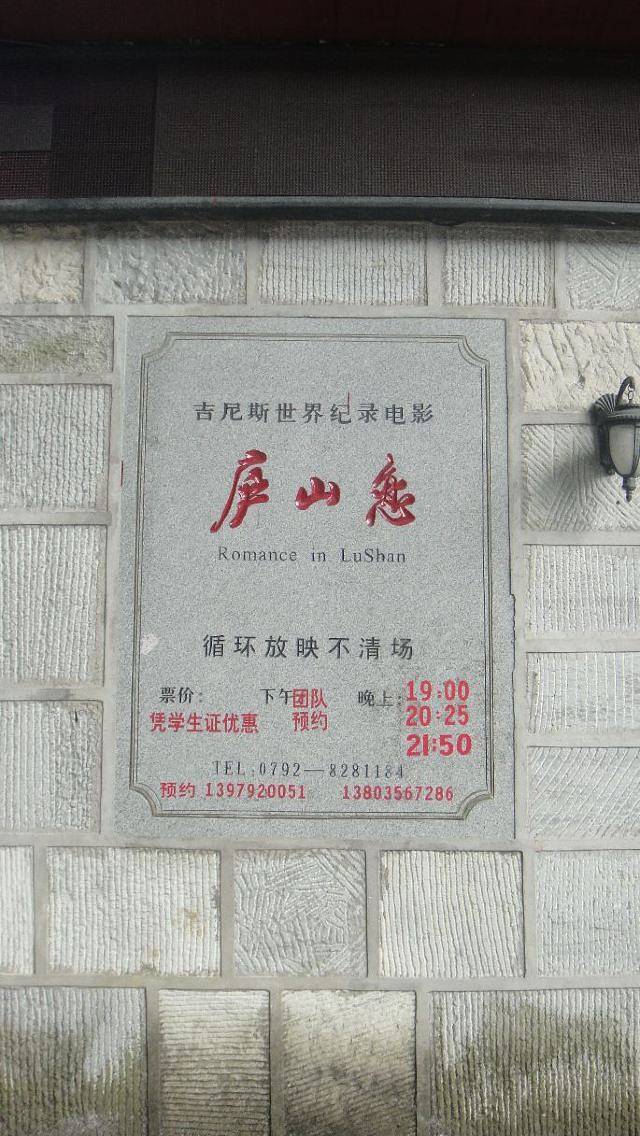 吉尼斯世界纪录电影
庐山恋
Romance in LuShan
循环放映不清场
票价: 下午团队 晚上:19:00
凭学生证优惠 预约 20:25
21:50
TEL:0792—8281184
预约 1397920051 13803567286